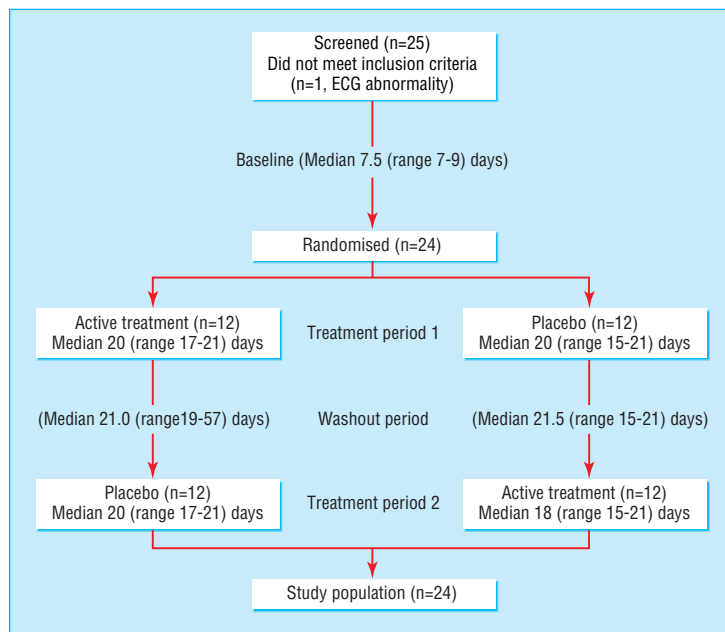 Screened (n=25)
Did not meet inclusion criteria
(n=1, ECG abnormality)
Baseline (Median 7.5 (range 7-9) days)
Randomised (n=24)
Active treatment (n=12)
Median 20 (range 17-21) days
Treatment period 1
Placebo (n=12)
Median 20 (range 15-21) days
(Median 21.0 (range19-57) days)
Washout period
(Median 21.5 (range 15-21) days)
Placebo (n=12)
Median 20 (range 17-21) days
Treatment period 2
Active treatment (n=12)
Median 18 (range 15-21) days
Study population (n=24)